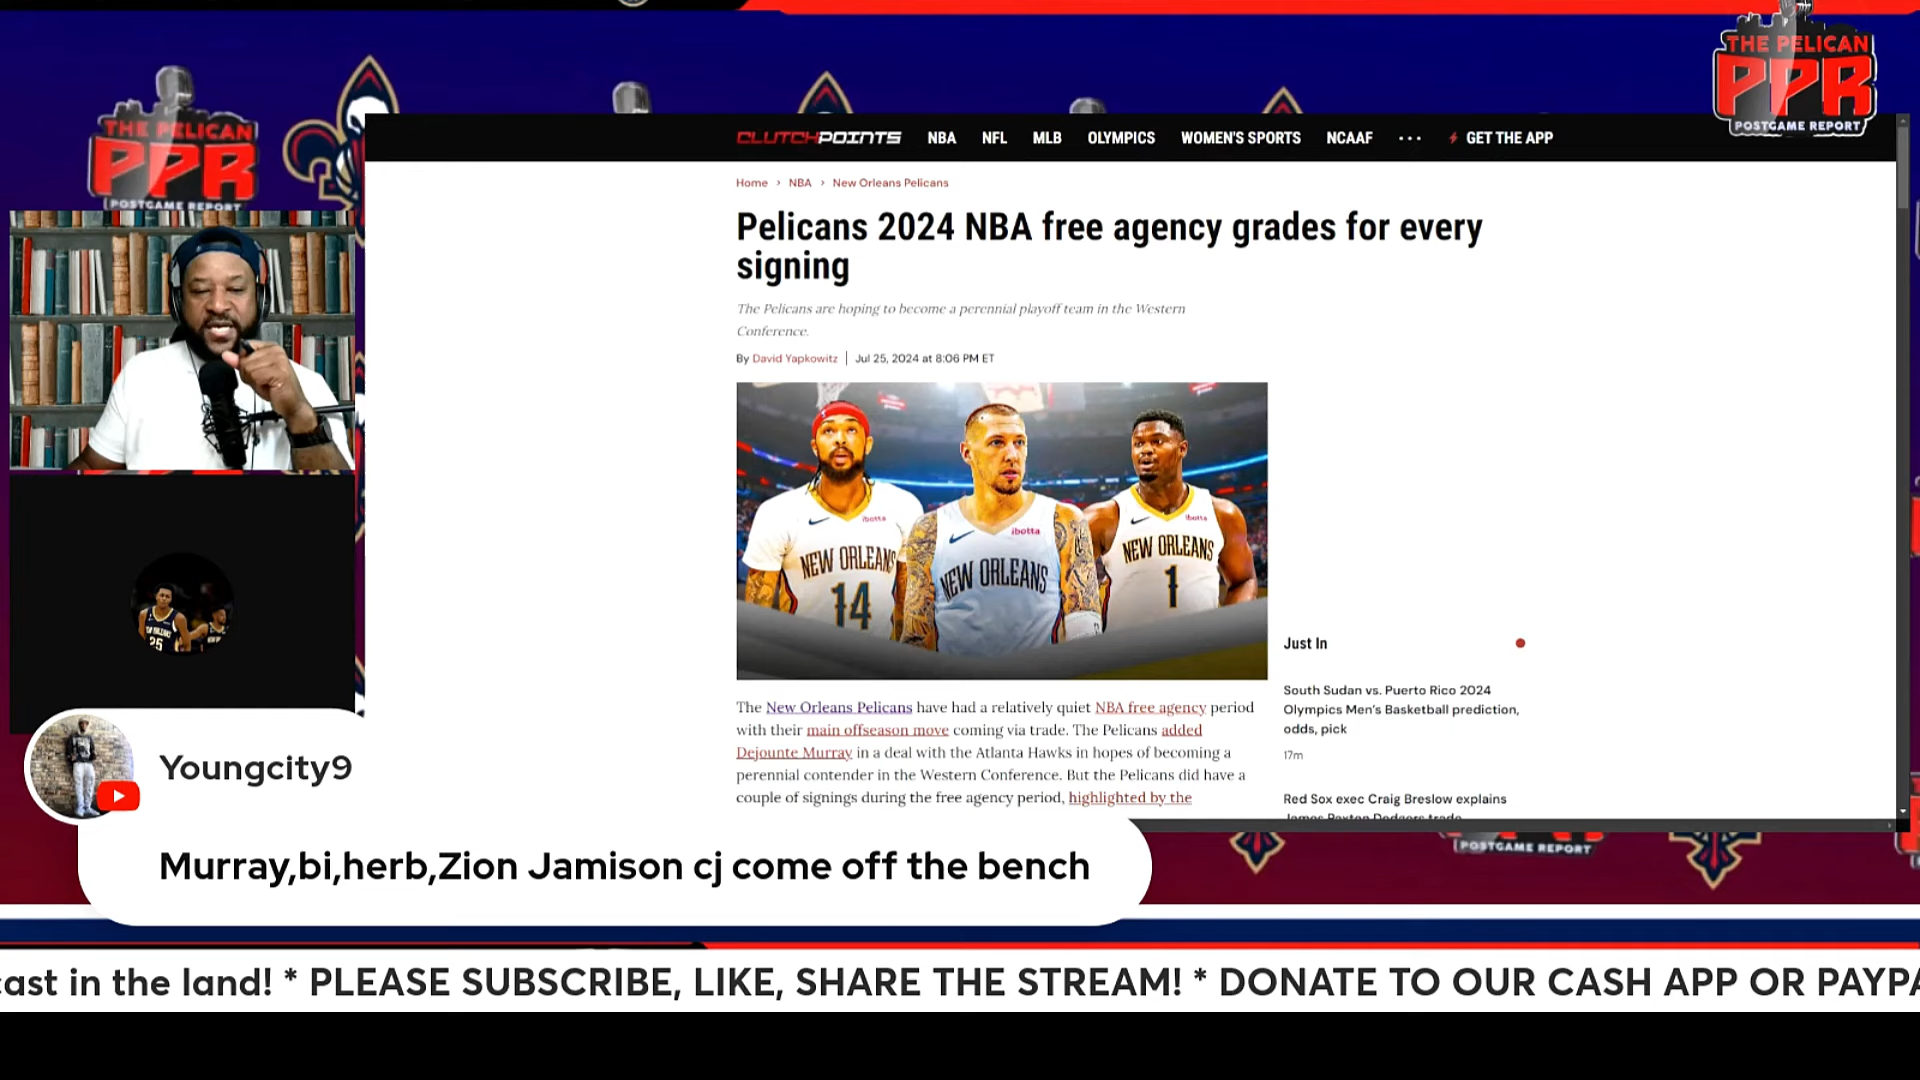 THE PELICAN
PPR
POSTGAME REPORT
THE PELICAN
PPR
POSTGAME REPORT
CLUTCHPOINTS NBA NFL MLB OLYMPICS WOMEN'S SPORTS NCAAF ... GET THE APP
Home > NBA > New Orleans Pelicans
Pelicans 2024 NBA free agency grades for every
signing
The Pelicans are hoping to become a perennial playoff team in the Western
Conference.
By David Yapkowitz | Jul 25, 2024 at 8:06 PM ET
ibotta
NEW ORLEANS
14
ibotta
NEW ORLEANS
ibotta
NEW ORLEANS
1
25
The New Orleans Pelicans have had a relatively quiet NBA free agency period
with their main offseason move coming via trade. The Pelicans added
Dejounte Murray in a deal with the Atlanta Hawks in hopes of becoming a
perennial contender in the Western Conference. But the Pelicans did have a
couple of signings during the free agency period, highlighted by the
Just In
South Sudan vs. Puerto Rico 2024
Olympics Men's Basketball prediction,
odds, pick
17m
Red Sox exec Craig Breslow explains
James Paxton Dodgers trade
POSTGAME REPORT
Youngcity9
Murray,bi,herb,Zion Jamison cj come off the bench
cast in the land! * PLEASE SUBSCRIBE, LIKE, SHARE THE STREAM! * DONATE TO OUR CASH APP OR PAYPA